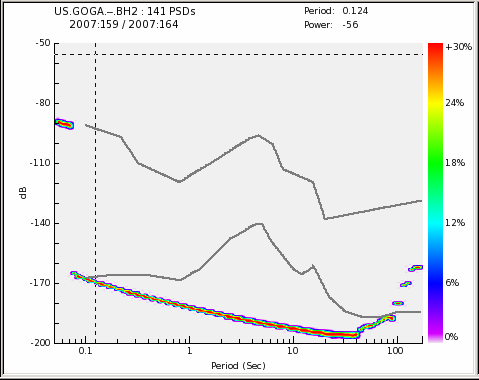 US.GOGA.--.BH2 : 141 PSDs
2007:159 / 2007:164
Period: 0.124
Power: -56
-50
-80
-110
-140
-170
-200
dB
0.1
1
10
100
Period (Sec)
+30%
24%
18%
12%
6%
0%